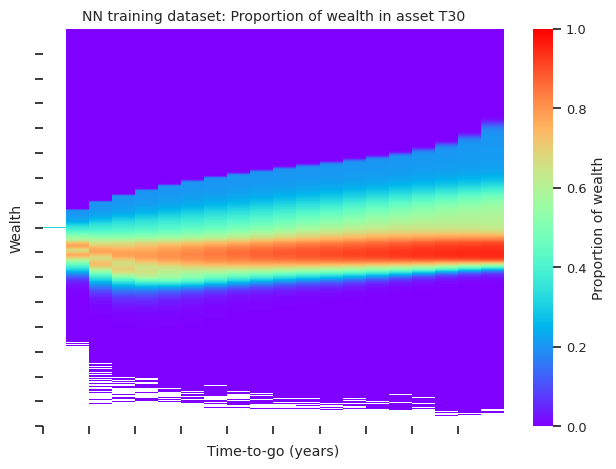 NN training dataset: Proportion of wealth in asset T30
Wealth
Time-to-go (years)
1.0
0.8
0.6
0.4
0.2
0.0
Proportion of wealth